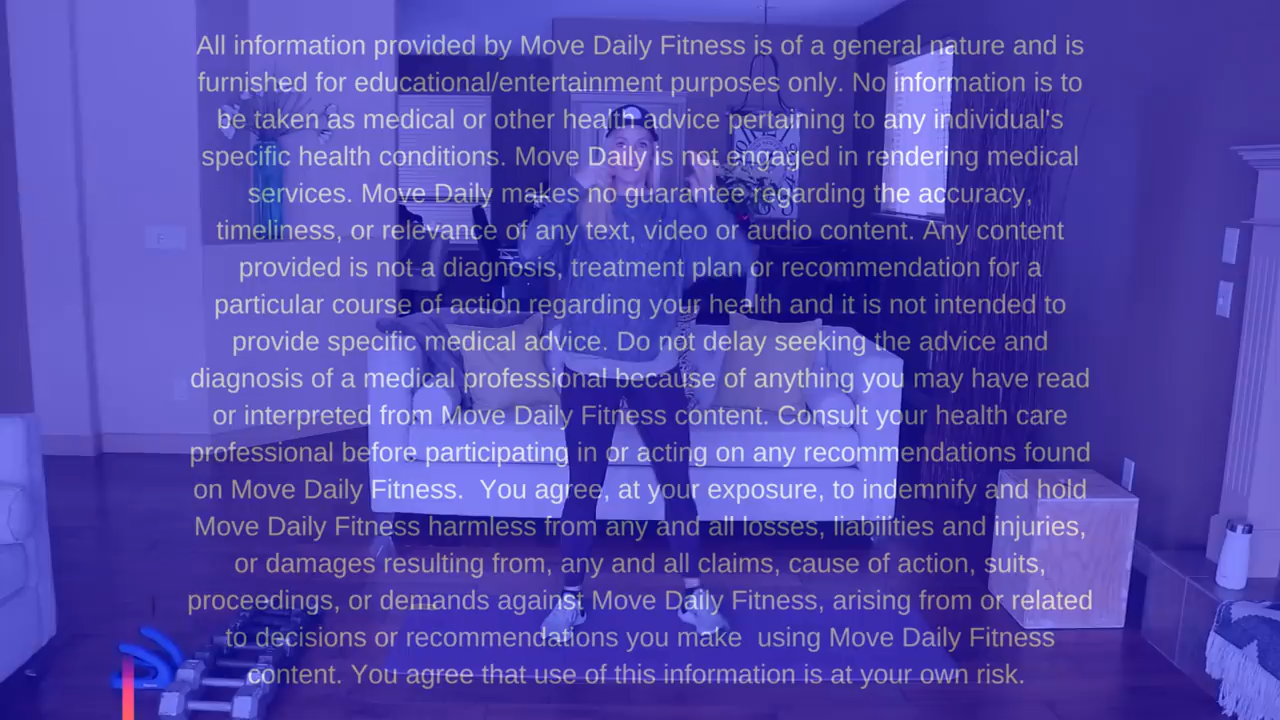 All information provided by Move Daily Fitness is of a general nature and is
furnished for educational/entertainment purposes only. No information is to
be taken as medical or other health advice pertaining to any individual's
specific health conditions. Move Daily is not engaged in rendering medical
services. Move Daily makes no guarantee regarding the accuracy,
timeliness, or relevance of any text, video or audio content. Any content
provided is not a diagnosis, treatment plan or recommendation for a
particular course of action regarding your health and it is not intended to
provide specific medical advice. Do not delay seeking the advice and
diagnosis of a medical professional because of anything you may have read
or interpreted from Move Daily Fitness content. Consult your health care
professional before participating in or acting on any recommendations found
on Move Daily Fitness.  You agree, at your exposure, to indemnify and hold
Move Daily Fitness harmless from any and all losses, liabilities and injuries,
or damages resulting from, any and all claims, cause of action, suits,
proceedings, or demands against Move Daily Fitness, arising from or related
to decisions or recommendations you make  using Move Daily Fitness
content. You agree that use of this information is at your own risk.